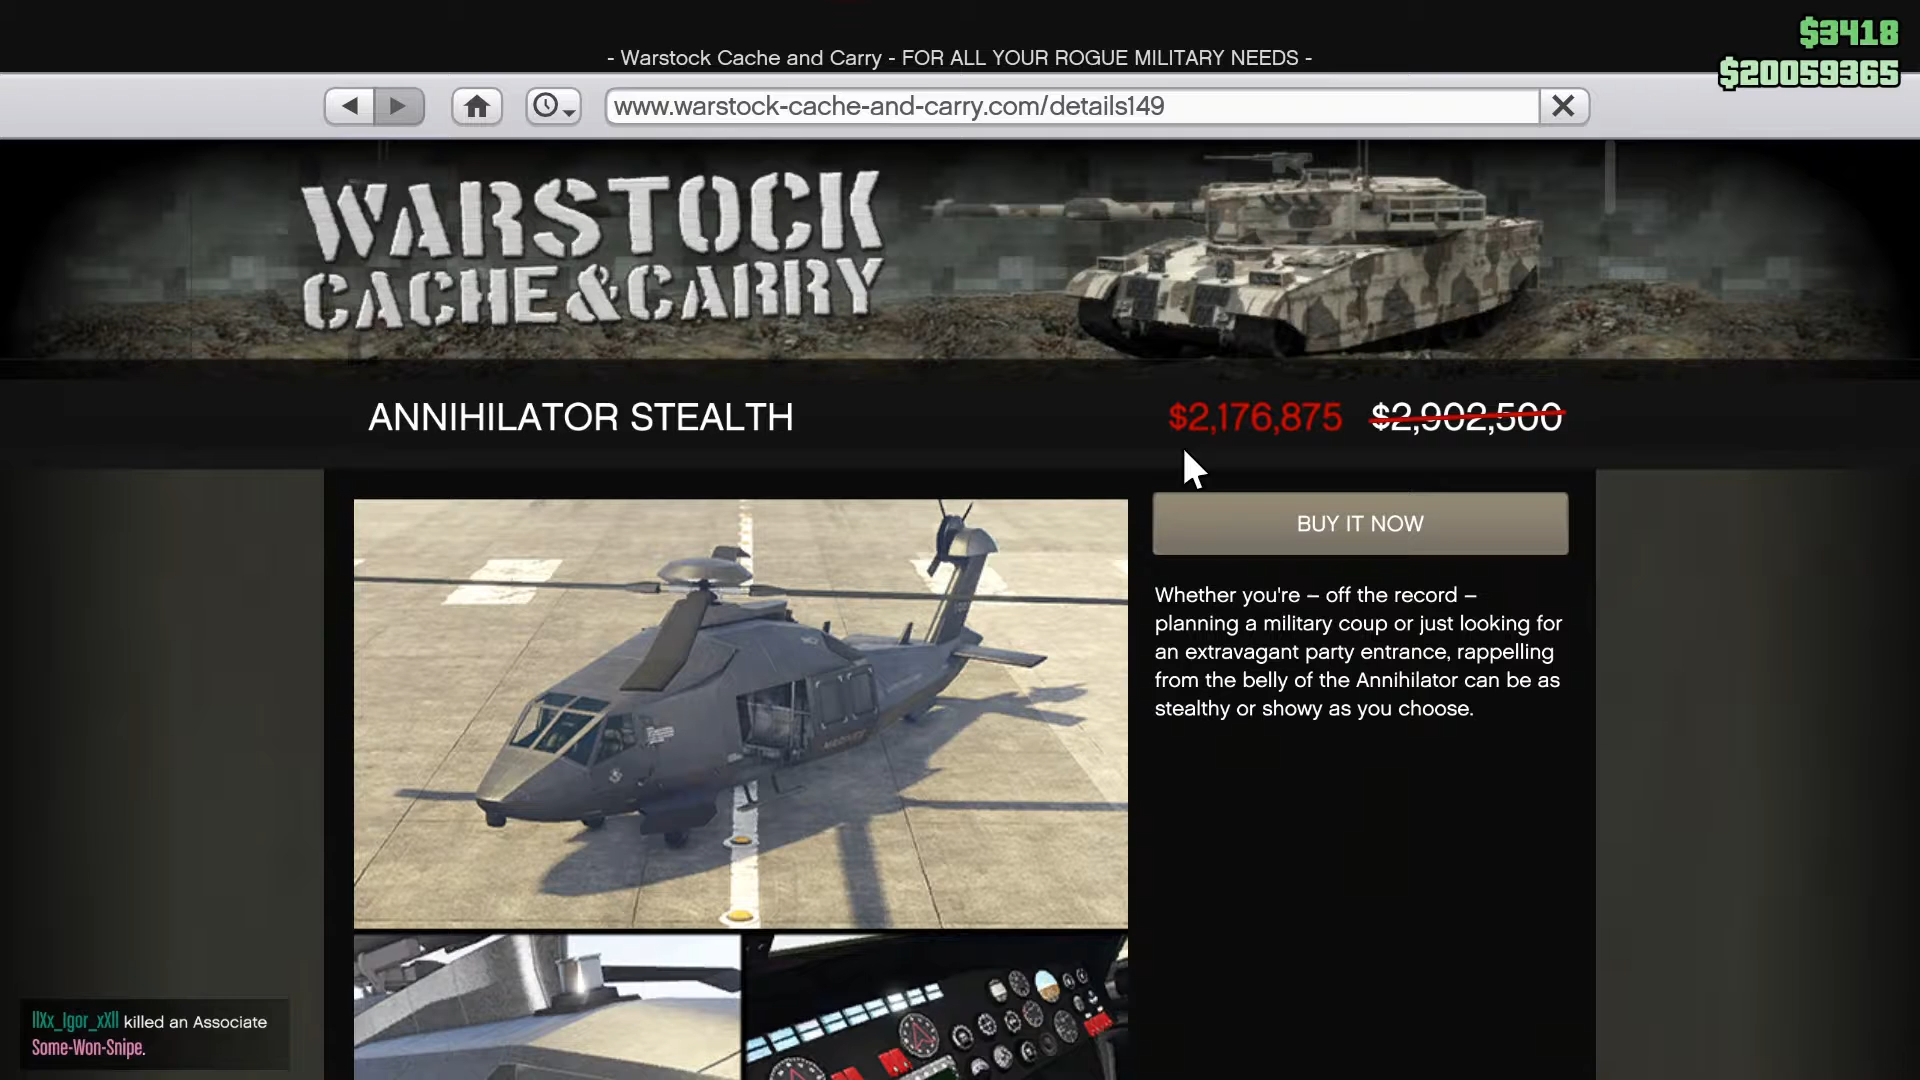 $3418
- Warstock Cache and Carry - FOR ALL YOUR ROGUE MILITARY NEEDS -
$20059365
www.warstock-cache-and-carry.com/details149
WARSTOCK
CACHE&CARRY
ANNIHILATOR STEALTH
$2,176,875 $2,902,500
BUY IT NOW
Whether you're – off the record –
planning a military coup or just looking for
an extravagant party entrance, rappelling
from the belly of the Annihilator can be as
stealthy or showy as you choose.
MARINES
llXx_Igor_xXll killed an Associate
Some-Won-Snipe.